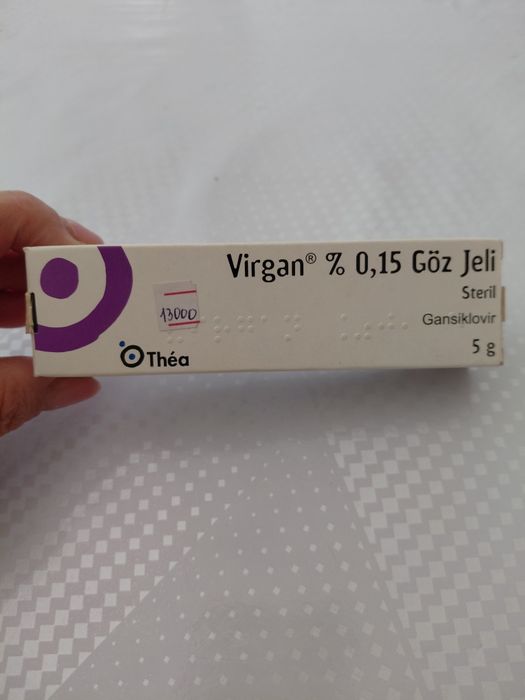 Virgan® % 0,15 Göz Jeli
Steril
Gansiklovir
5 g
13000
Théa